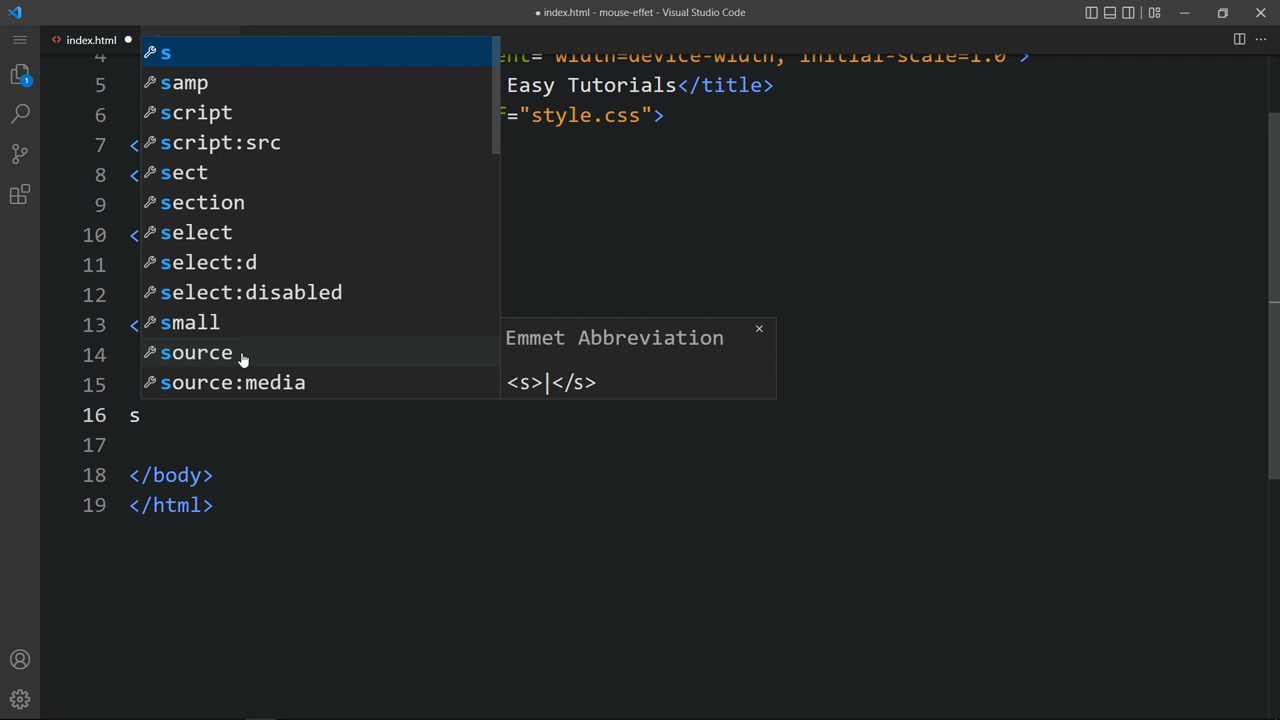 ● index.html - mouse-effet - Visual Studio Code
<> index.html ●
4 nt="width=device-width, initial-scale=1.0">
5 Easy Tutorials</title>
6 f="style.css">
7 <
8 <
9
10 <
11
12
13 <
14
15
16 s
17
18 </body>
19 </html>
s
samp
script
script:src
sect
section
select
select:d
select:disabled
small
source
source:media
Emmet Abbreviation
<s>|</s>
1